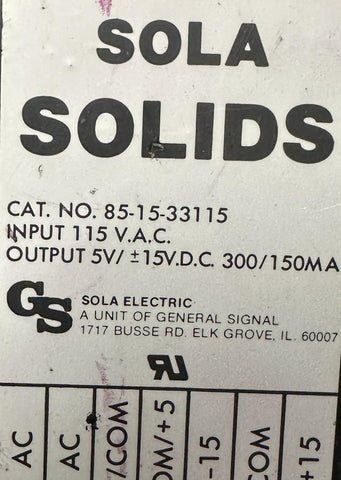 SOLA
SOLIDS
CAT. NO. 85-15-33115
INPUT 115 V.A.C.
OUTPUT 5V/ ±15V.D.C. 300/150MA
GS SOLA ELECTRIC
A UNIT OF GENERAL SIGNAL
1717 BUSSE RD. ELK GROVE, IL. 60007
RU
AC
AC
/COM
OM/+5
-15
COM
+15